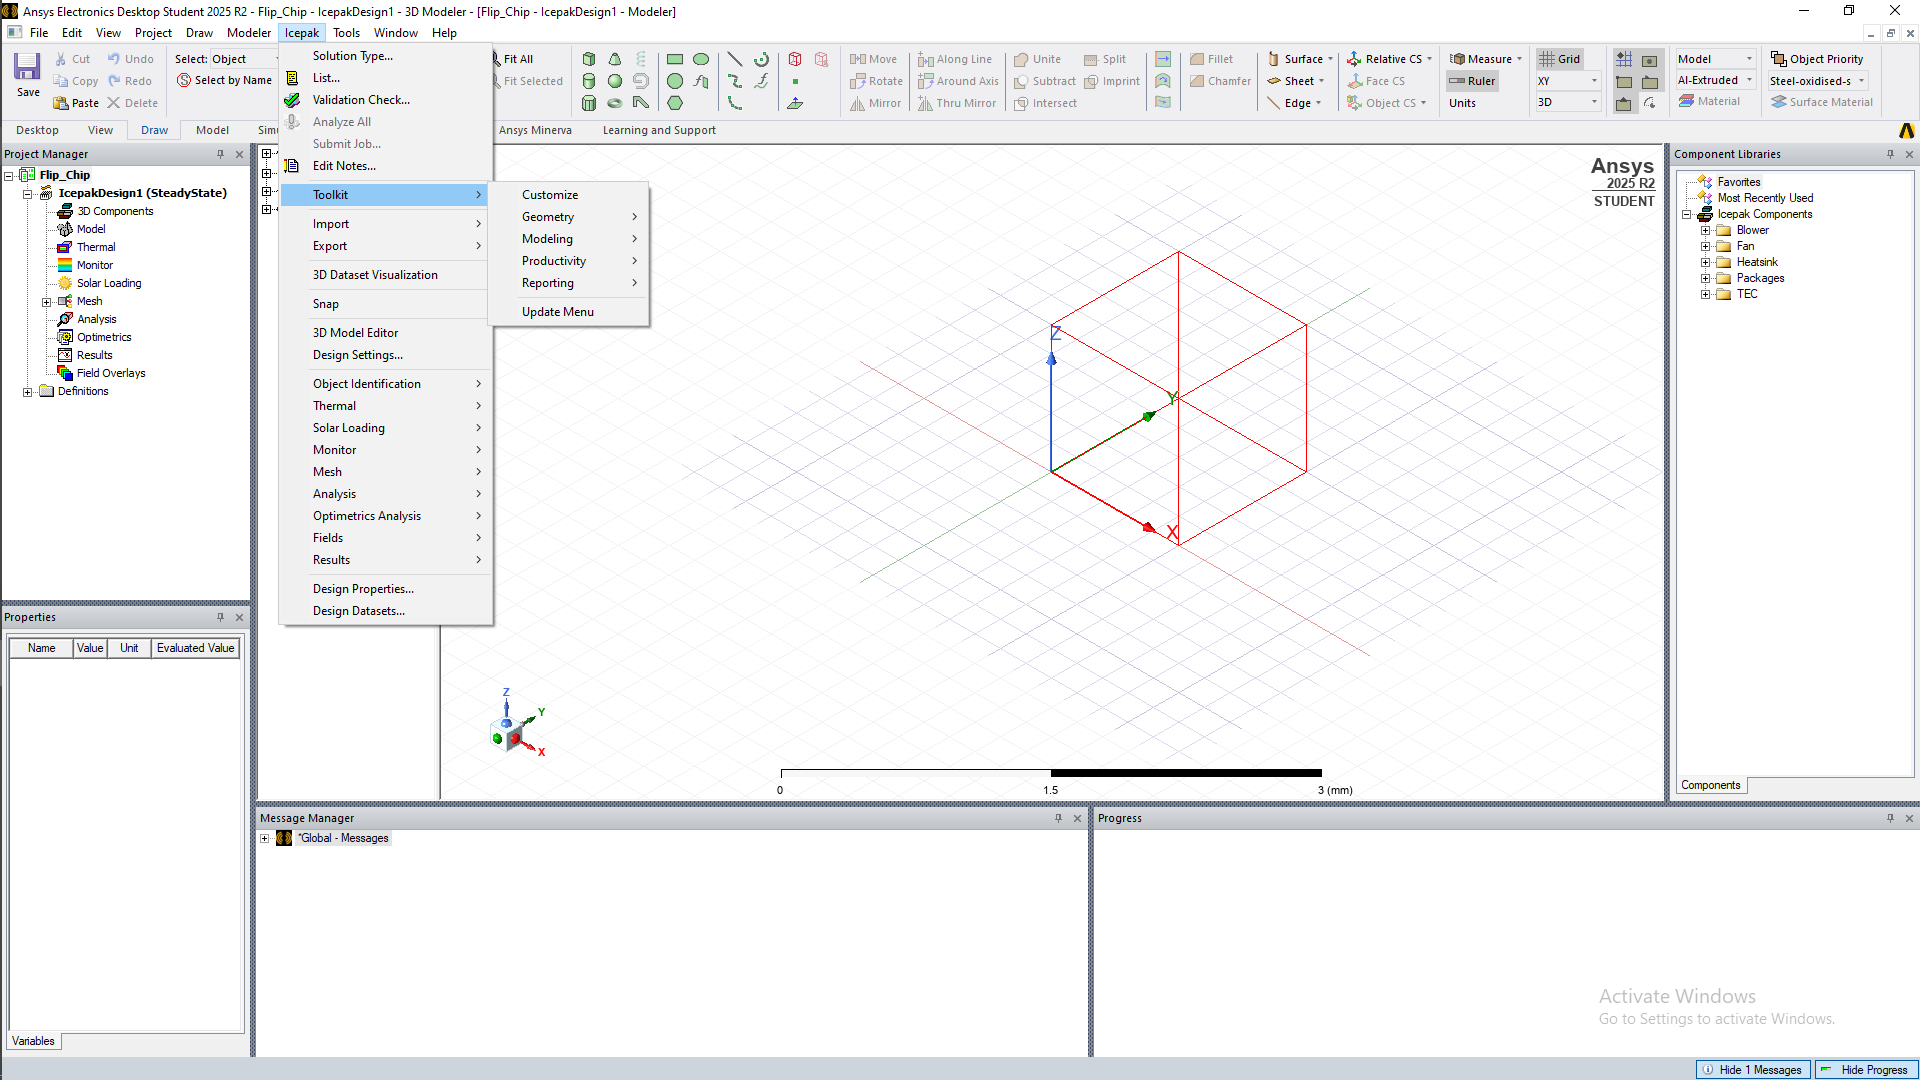 Ansys Electronics Desktop Student 2025 R2 - Flip_Chip - IcepakDesign1 - 3D Modeler - [Flip_Chip - IcepakDesign1 - Modeler]
File Edit View Project Draw Modeler Icepak Tools Window Help
Save
Cut Undo
Copy Redo
Paste Delete
Select: Object
Select by Name
Fit All
Fit Selected
Move Along Line Unite Split Fillet
Rotate Around Axis Subtract Imprint Chamfer
Mirror Thru Mirror Intersect
Surface Relative CS Measure Grid
Sheet Face CS Ruler XY
Edge Object CS Units 3D
Model Object Priority
Al-Extruded Steel-oxidised-s
Material Surface Material
Desktop View Draw Model Ansys Minerva Learning and Support
Project Manager
Flip_Chip
IcepakDesign1 (SteadyState)
3D Components
Model
Thermal
Monitor
Solar Loading
Mesh
Analysis
Optimetrics
Results
Field Overlays
Definitions
Solution Type...
List...
Validation Check...
Analyze All
Submit Job...
Edit Notes...
Toolkit
Import
Export
3D Dataset Visualization
Snap
3D Model Editor
Design Settings...
Object Identification
Thermal
Solar Loading
Monitor
Mesh
Analysis
Optimetrics Analysis
Fields
Results
Design Properties...
Design Datasets...
Customize
Geometry
Modeling
Productivity
Reporting
Update Menu
Ansys
2025 R2
STUDENT
Z
Y
X
Z
Y
X
0 1.5 3 (mm)
Component Libraries
Favorites
Most Recently Used
Icepak Components
Blower
Fan
Heatsink
Packages
TEC
Components
Properties
Name Value Unit Evaluated Value
Variables
Message Manager
*Global - Messages
Progress
Activate Windows
Go to Settings to activate Windows.
Hide 1 Messages Hide Progress